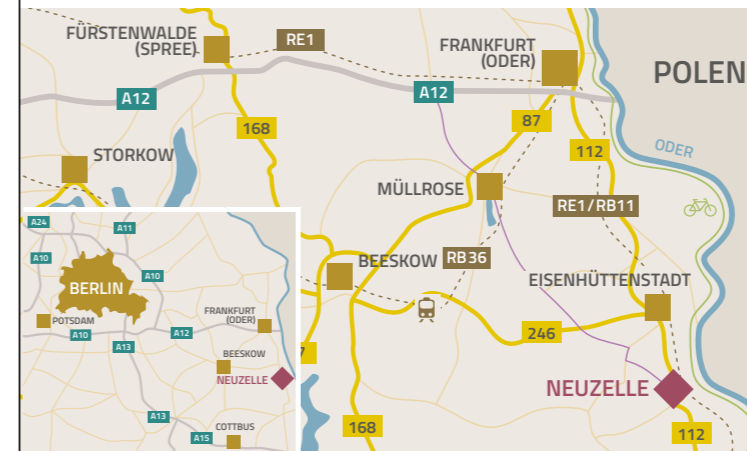 FÜRSTENWALDE
(SPREE)
RE1
FRANKFURT
(ODER)
POLEN
A12
A12
168
87
112
ODER
STORKOW
MÜLLROSE
RE1/RB11
BEESKOW
RB36
EISENHÜTTENSTADT
246
NEUZELLE
168
112
7
A24
A11
A10
A10
BERLIN
POTSDAM
A10
A13
A12
FRANKFURT
(ODER)
BEESKOW
NEUZELLE
A13
A15
COTTBUS